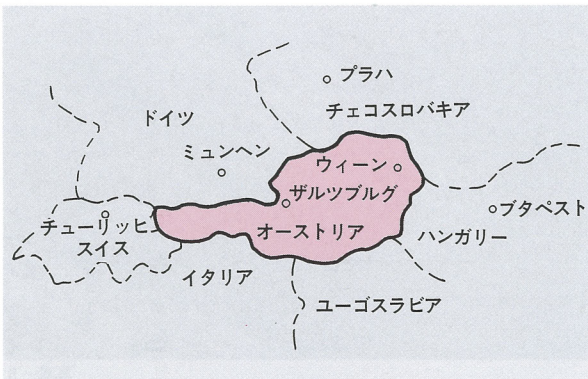 プラハ
チェコスロバキア
ドイツ
ミュンヘン
ウィーン
ザルツブルグ
ブタペスト
チューリッヒ
スイス
オーストリア
ハンガリー
イタリア
ユーゴスラビア